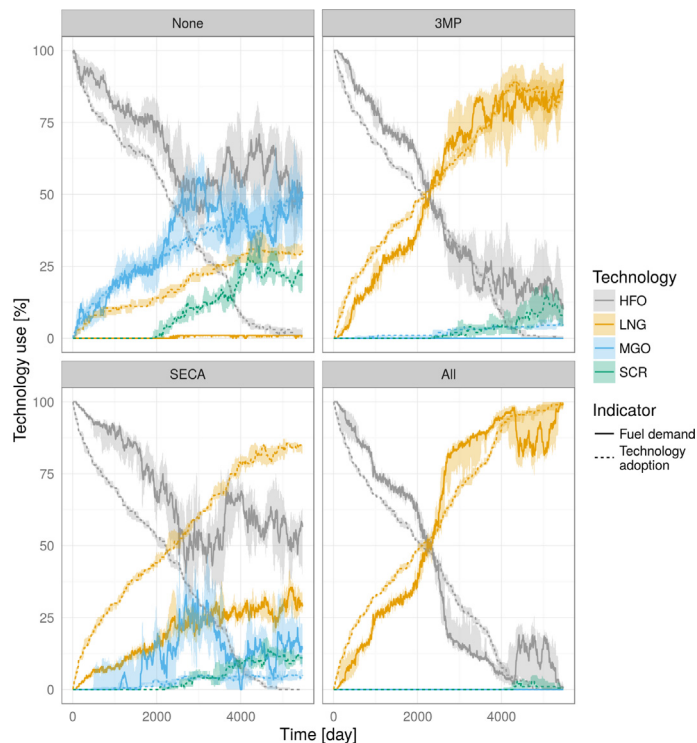 None
3MP
100
75
50
25
0
SECA
All
100
75
50
25
0
0
2000
4000
0
2000
4000
Technology use [%]
Time [day]
Technology
HFO
LNG
MGO
SCR
Indicator
Fuel demand
Technology
adoption